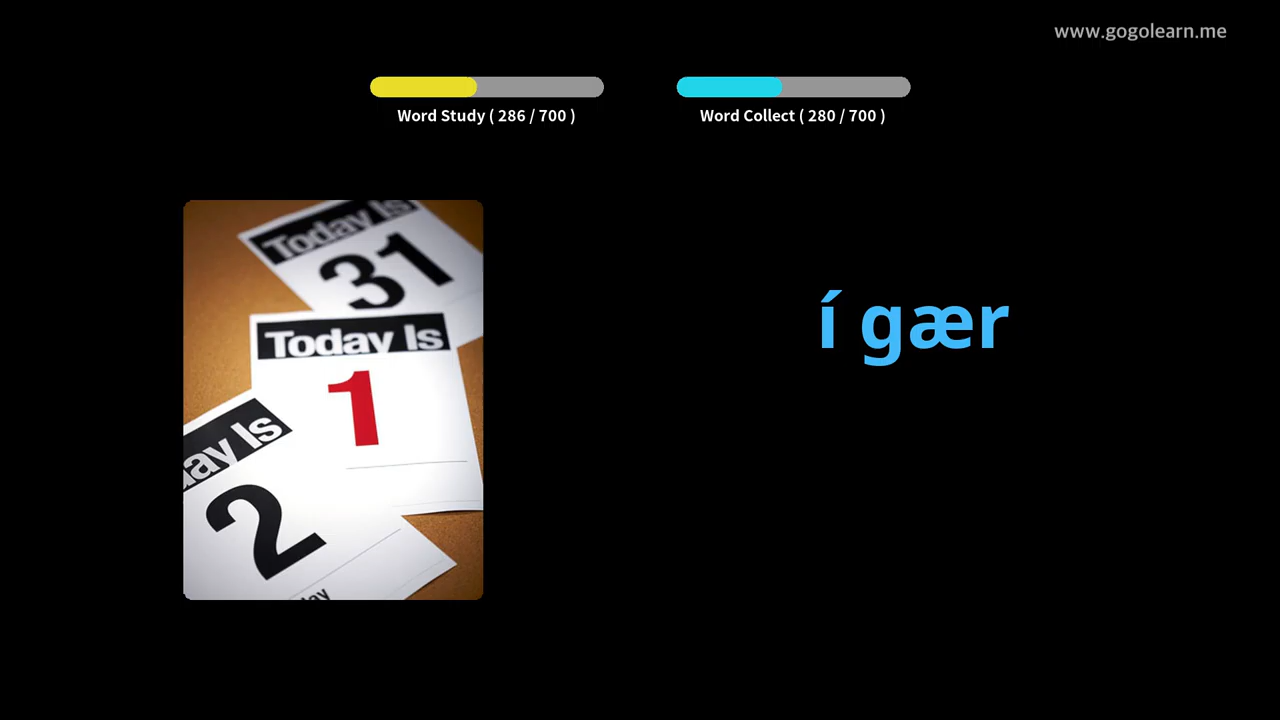 www.gogolearn.me
Word Study ( 286 / 700 )
Word Collect ( 280 / 700 )
Today Is
31
Today Is
1
ay Is
2
í gær